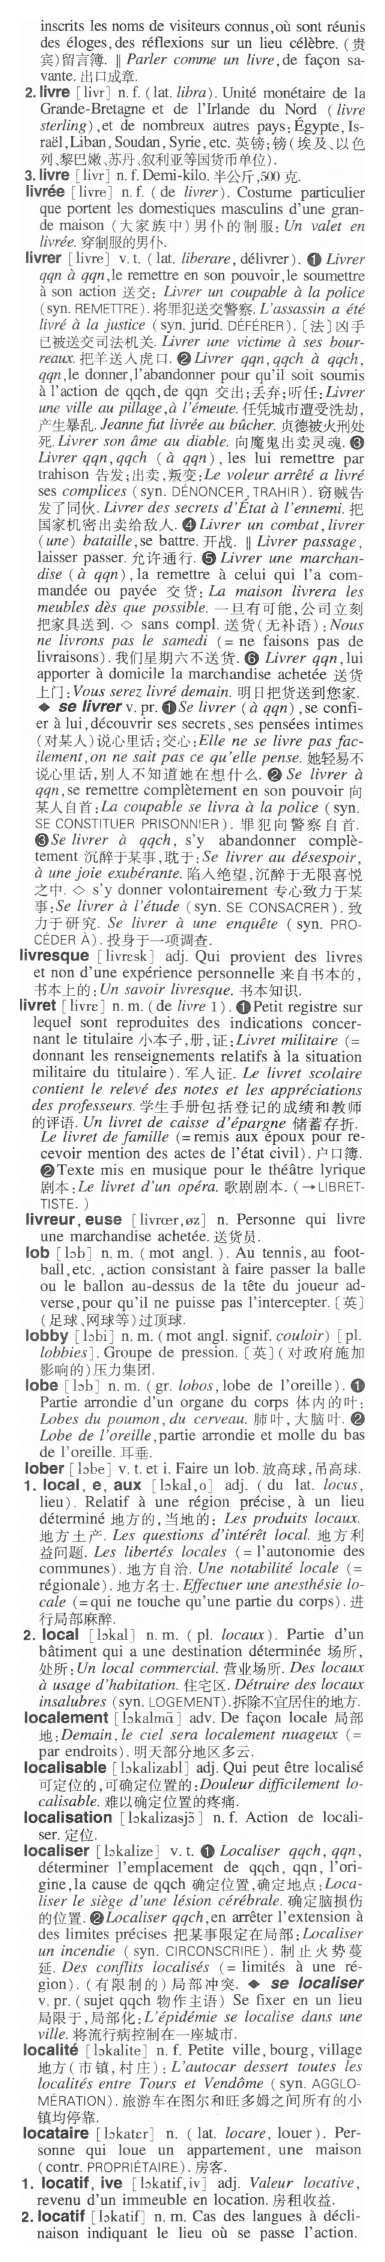 inscrits les noms de visiteurs connus,où sont réunis
des éloges,des réflexions sur un lieu célèbre. (贵
宾)留言簿. ‖ Parler comme un livre,de façon sa-
vante. 出口成章.
2. livre [livr] n. f. (lat. libra). Unité monétaire de la
Grande-Bretagne et de l'Irlande du Nord (livre
sterling),et de nombreux autres pays:Égypte,Is-
raël,Liban,Soudan,Syrie,etc. 英镑;镑(埃及、以色
列、黎巴嫩、苏丹、叙利亚等国货币单位).
3. livre [livr] n. f. Demi-kilo. 半公斤,500 克.
livrée [livre] n. f. (de livrer). Costume particulier
que portent les domestiques masculins d'une gran-
de maison (大家族中)男仆的制服:Un valet en
livrée. 穿制服的男仆.
livrer [livre] v. t. (lat. liberare, délivrer). ❶ Livrer
qqn à qqn,le remettre en son pouvoir,le soumettre
à son action 送交: Livrer un coupable à la police
(syn. REMETTRE). 将罪犯送交警察. L'assassin a été
livré à la justice (syn. jurid. DÉFÉRER).〔法〕凶手
已被送交司法机关. Livrer une victime à ses bour-
reaux. 把羊送入虎口. ❷ Livrer qqn,qqch à qqch,
qqn,le donner,l'abandonner pour qu'il soit soumis
à l'action de qqch,de qqn 交出;丢弃;听任:Livrer
une ville au pillage,à l'émeute. 任凭城市遭受洗劫,
产生暴乱. Jeanne fut livrée au bûcher. 贞德被火刑处
死. Livrer son âme au diable. 向魔鬼出卖灵魂. ❸
Livrer qqn,qqch (à qqn), les lui remettre par
trahison 告发;出卖,叛变:Le voleur arrêté a livré
ses complices (syn. DÉNONCER,TRAHIR). 窃贼告
发了同伙. Livrer des secrets d'État à l'ennemi. 把
国家机密出卖给敌人. ❹ Livrer un combat,livrer
(une) bataille,se battre. 开战. ‖ Livrer passage,
laisser passer. 允许通行. ❺ Livrer une marchan-
dise (à qqn), la remettre à celui qui l'a com-
mandée ou payée 交货: La maison livrera les
meubles dès que possible. 一旦有可能,公司立刻
把家具送到. ◇ sans compl. 送货(无补语):Nous
ne livrons pas le samedi (= ne faisons pas de
livraisons). 我们星期六不送货. ❻ Livrer qqn,lui
apporter à domicile la marchandise achetée 送货
上门:Vous serez livré demain. 明日把货送到您家.
◆ se livrer v. pr. ❶Se livrer (à qqn),se confi-
er à lui,découvrir ses secrets,ses pensées intimes
(对某人)说心里话;交心:Elle ne se livre pas fac-
ilement,on ne sait pas ce qu'elle pense. 她轻易不
说心里话,别人不知道她在想什么. ❷ Se livrer à
qqn,se remettre complètement en son pouvoir 向
某人自首:La coupable se livra à la police (syn.
SE CONSTITUER PRISONNIER). 罪犯向警察自首.
❸Se livrer à qqch, s'y abandonner complè-
tement 沉醉于某事,耽于:Se livrer au désespoir,
à une joie exubérante. 陷入绝望,沉醉于无限喜悦
之中. ◇ s'y donner volontairement 专心致力于某
事:Se livrer à l'étude (syn. SE CONSACRER). 致
力于研究. Se livrer à une enquête (syn. PRO-
CÉDER À). 投身于一项调查.
livresque [livrɛsk] adj. Qui provient des livres
et non d'une expérience personnelle 来自书本的,
书本上的:Un savoir livresque. 书本知识.
livret [livrɛ] n. m. (de livre 1). ❶Petit registre sur
lequel sont reproduites des indications concer-
nant le titulaire 小本子,册,证:Livret militaire (=
donnant les renseignements relatifs à la situation
militaire du titulaire). 军人证. Le livret scolaire
contient le relevé des notes et les appréciations
des professeurs. 学生手册包括登记的成绩和教师
的评语. Un livret de caisse d'épargne 储蓄存折.
Le livret de famille (=remis aux époux pour re-
cevoir mention des actes de l'état civil). 户口簿.
❷Texte mis en musique pour le théâtre lyrique
剧本:Le livret d'un opéra. 歌剧剧本. (→LIBRET-
TISTE. )
livreur, euse [livrœr,øz] n. Personne qui livre
une marchandise achetée. 送货员.
lob [lɔb] n. m. (mot angl. ). Au tennis, au foot-
ball,etc. ,action consistant à faire passer la balle
ou le ballon au-dessus de la tête du joueur ad-
verse,pour qu'il ne puisse pas l'intercepter.〔英〕
(足球、网球等)过顶球.
lobby [lɔbi] n. m. (mot angl. signif. couloir) [pl.
lobbies]. Groupe de pression.〔英〕(对政府施加
影响的)压力集团.
lobe [lɔb] n. m. (gr. lobos,lobe de l'oreille). ❶
Partie arrondie d'un organe du corps 体内的叶:
Lobes du poumon,du cerveau. 肺叶,大脑叶. ❷
Lobe de l'oreille,partie arrondie et molle du bas
de l'oreille. 耳垂.
lober [lɔbe] v. t. et i. Faire un lob. 放高球,吊高球.
1. local, e, aux [lɔkal,o] adj. (du lat. locus,
lieu). Relatif à une région précise, à un lieu
déterminé 地方的,当地的: Les produits locaux.
地方土产. Les questions d'intérêt local. 地方利
益问题. Les libertés locales (= l'autonomie des
communes). 地方自治. Une notabilité locale (=
régionale). 地方名士. Effectuer une anesthésie lo-
cale (=qui ne touche qu'une partie du corps). 进
行局部麻醉.
2. local [lɔkal] n. m. (pl. locaux). Partie d'un
bâtiment qui a une destination déterminée 场所,
处所:Un local commercial. 营业场所. Des locaux
à usage d'habitation. 住宅区. Détruire des locaux
insalubres (syn. LOGEMENT).拆除不宜居住的地方.
localement [lɔkalmɑ̃] adv. De façon locale 局部
地:Demain,le ciel sera localement nuageux (=
par endroits). 明天部分地区多云.
localisable [lɔkalizabl] adj. Qui peut être localisé
可定位的,可确定位置的:Douleur difficilement lo-
calisable. 难以确定位置的疼痛.
localisation [lɔkalizasjɔ̃] n. f. Action de locali-
ser. 定位.
localiser [lɔkalize] v. t. ❶ Localiser qqch, qqn,
déterminer l'emplacement de qqch, qqn, l'ori-
gine,la cause de qqch 确定位置,确定地点:Loca-
liser le siège d'une lésion cérébrale. 确定脑损伤
的位置. ❷Localiser qqch,en arrêter l'extension à
des limites précises 把某事限定在局部:Localiser
un incendie (syn. CIRCONSCRIRE). 制止火势蔓
延. Des conflits localisés (= limités à une ré-
gion). (有限制的)局部冲突. ◆ se localiser
v. pr. (sujet qqch 物作主语) Se fixer en un lieu
局限于,局部化:L'épidémie se localise dans une
ville. 将流行病控制在一座城市.
localité [lɔkalite] n. f. Petite ville,bourg,village
地方(市镇,村庄): L'autocar dessert toutes les
localités entre Tours et Vendôme (syn. AGGLO-
MÉRATION). 旅游车在图尔和旺多姆之间所有的小
镇均停靠.
locataire [lɔkatɛr] n. (lat. locare, louer). Per-
sonne qui loue un appartement, une maison
(contr. PROPRIÉTAIRE). 房客.
1. locatif, ive [lɔkatif,iv] adj. Valeur locative,
revenu d'un immeuble en location. 房租收益.
2. locatif [lɔkatif] n. m. Cas des langues à décli-
naison indiquant le lieu où se passe l'action.